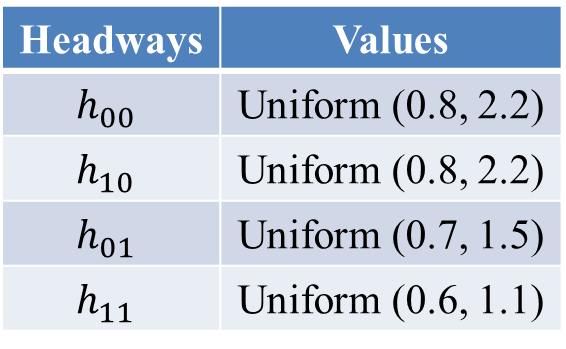 Headways Values
h₀₀ Uniform (0.8, 2.2)
h₁₀ Uniform (0.8, 2.2)
h₀₁ Uniform (0.7, 1.5)
h₁₁ Uniform (0.6, 1.1)